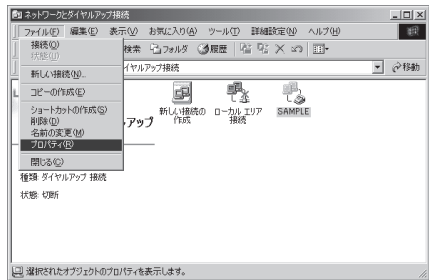 ネットワークとダイヤルアップ接続
ファイル(F) 編集(E) 表示(V) お気に入り(A) ツール(T) 詳細設定(N) ヘルプ(H)
接続(O)
状態(U)
検索 フォルダ 履歴
新しい接続(N)...
イヤルアップ接続
移動
コピーの作成(E)
ショートカットの作成(S)
削除(D)
名前の変更(M)
プロパティ(R)
閉じる(C)
アップ
新しい接続の作成
ローカル エリア接続
SAMPLE
種類: ダイヤルアップ 接続
状態: 切断
選択されたオブジェクトのプロパティを表示します。